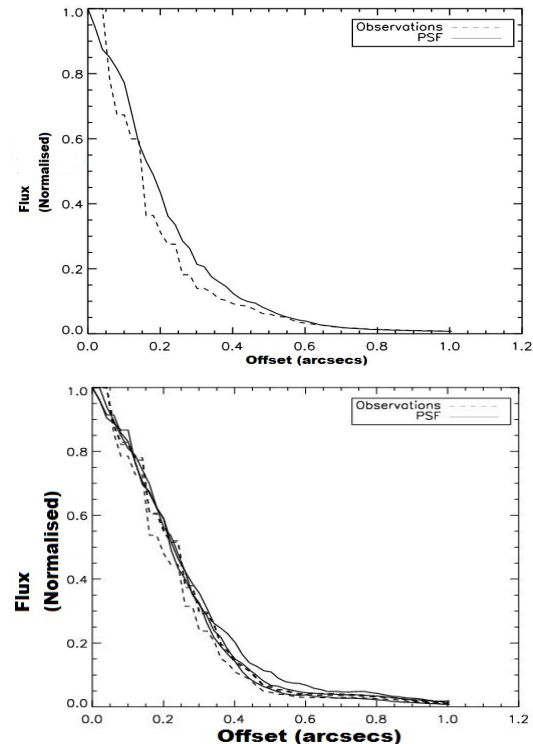 1.0
0.8
0.6
0.4
0.2
0.0
Flux
(Normalised)
Observations
PSF
0.0 0.2 0.4 0.6 0.8 1.0 1.2
Offset (arcsecs)
1.0
0.8
0.6
0.4
0.2
0.0
Flux
(Normalised)
Observations
PSF
0.0 0.2 0.4 0.6 0.8 1.0 1.2
Offset (arcsecs)